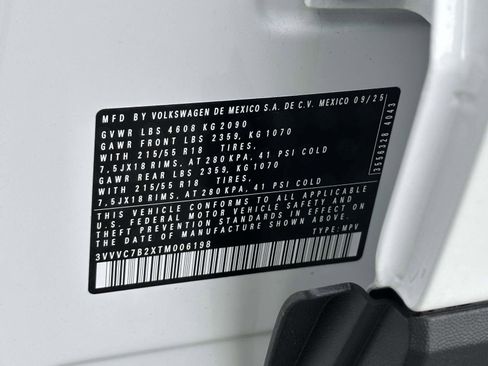 MFD. BY VOLKSWAGEN DE MEXICO S.A. DE C.V. MEXICO 09/25
GVWR LBS 4608 KG 2090
GAWR FRONT LBS 2359, KG 1070
WITH 215/55 R18 TIRES,
7,5JX18 RIMS, AT 280KPA, 41 PSI COLD
GAWR REAR LBS 2359, KG 1070
WITH 215/55 R18 TIRES,
7,5JX18 RIMS, AT 280KPA, 41 PSI COLD
THIS VEHICLE CONFORMS TO ALL APPLICABLE
U.S. FEDERAL MOTOR VEHICLE SAFETY AND
THEFT PREVENTION STANDARDS IN EFFECT ON
THE DATE OF MANUFACTURE SHOWN ABOVE.
3VVVC7B2XTM006198
TYPE: MPV
3556328 4043